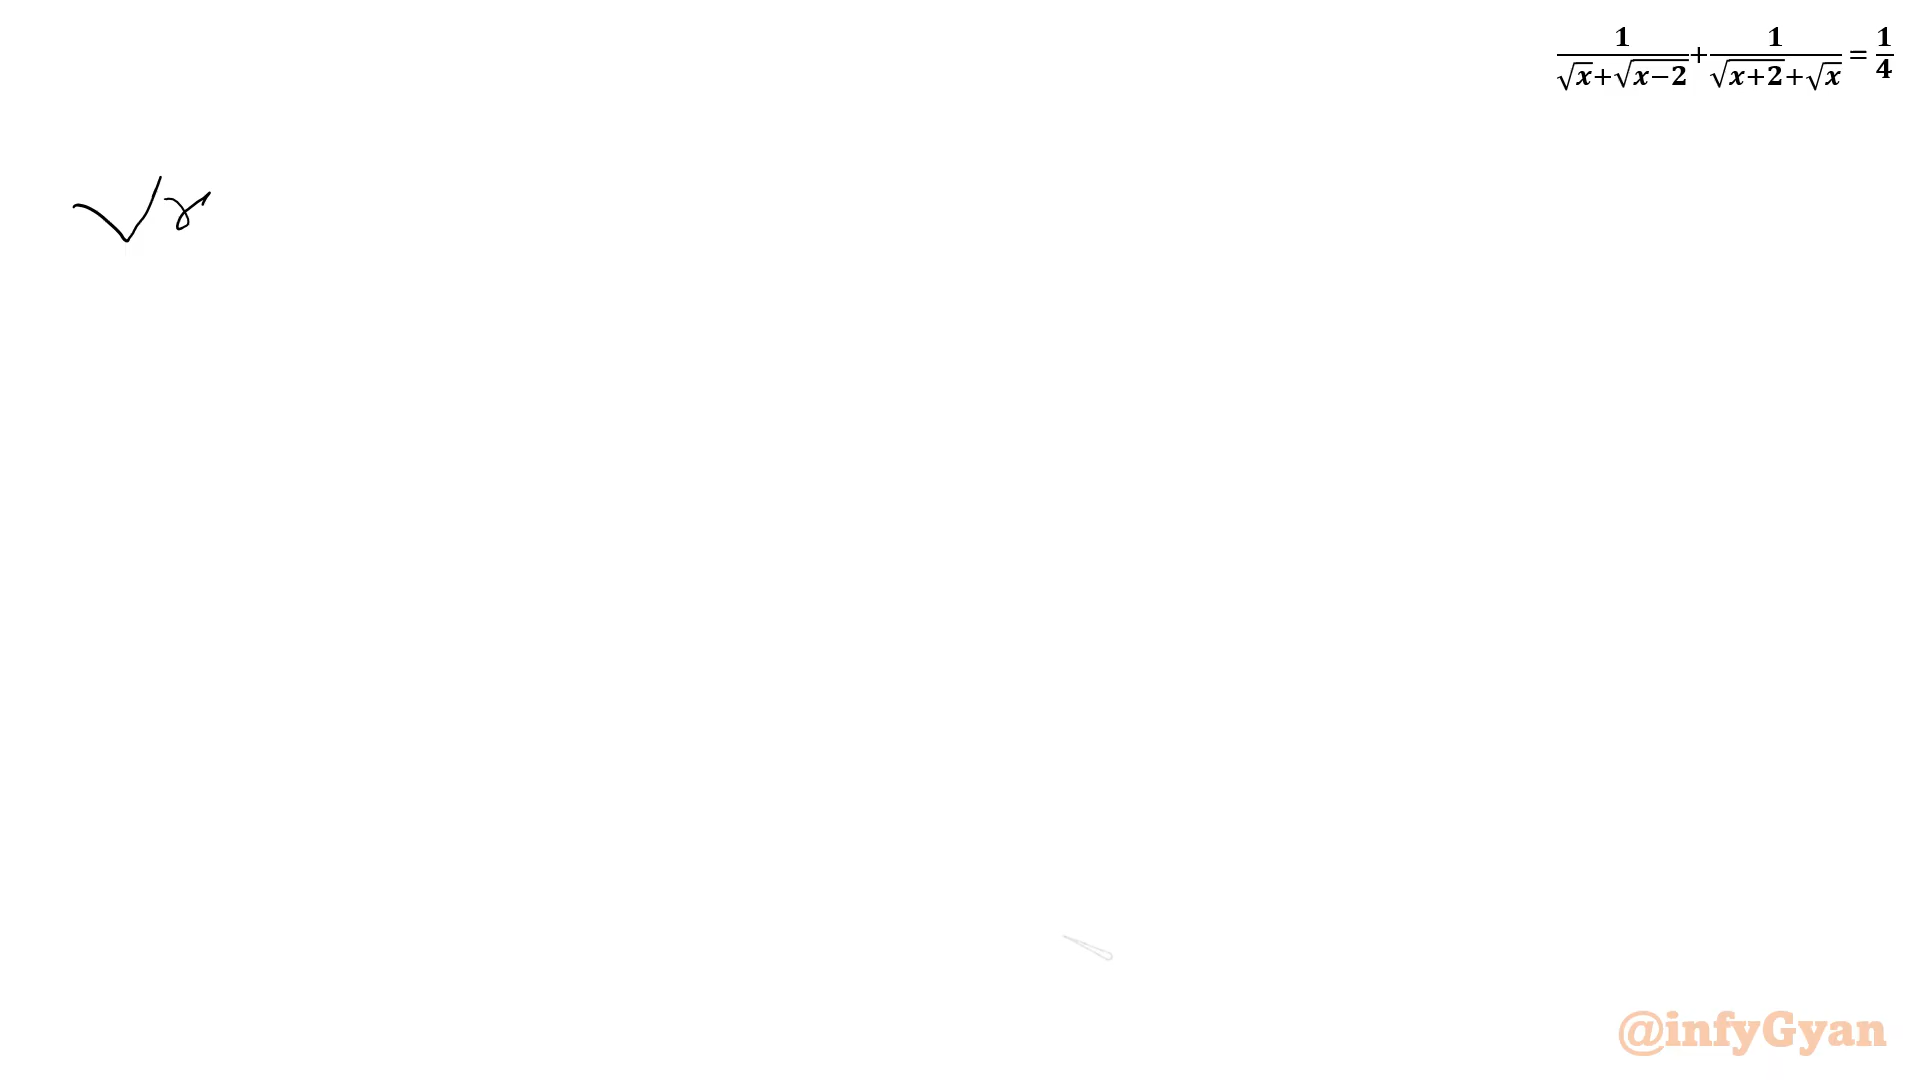 1/(√x+√(x−2)) + 1/(√(x+2)+√x) = 1/4
√x
@infyGyan